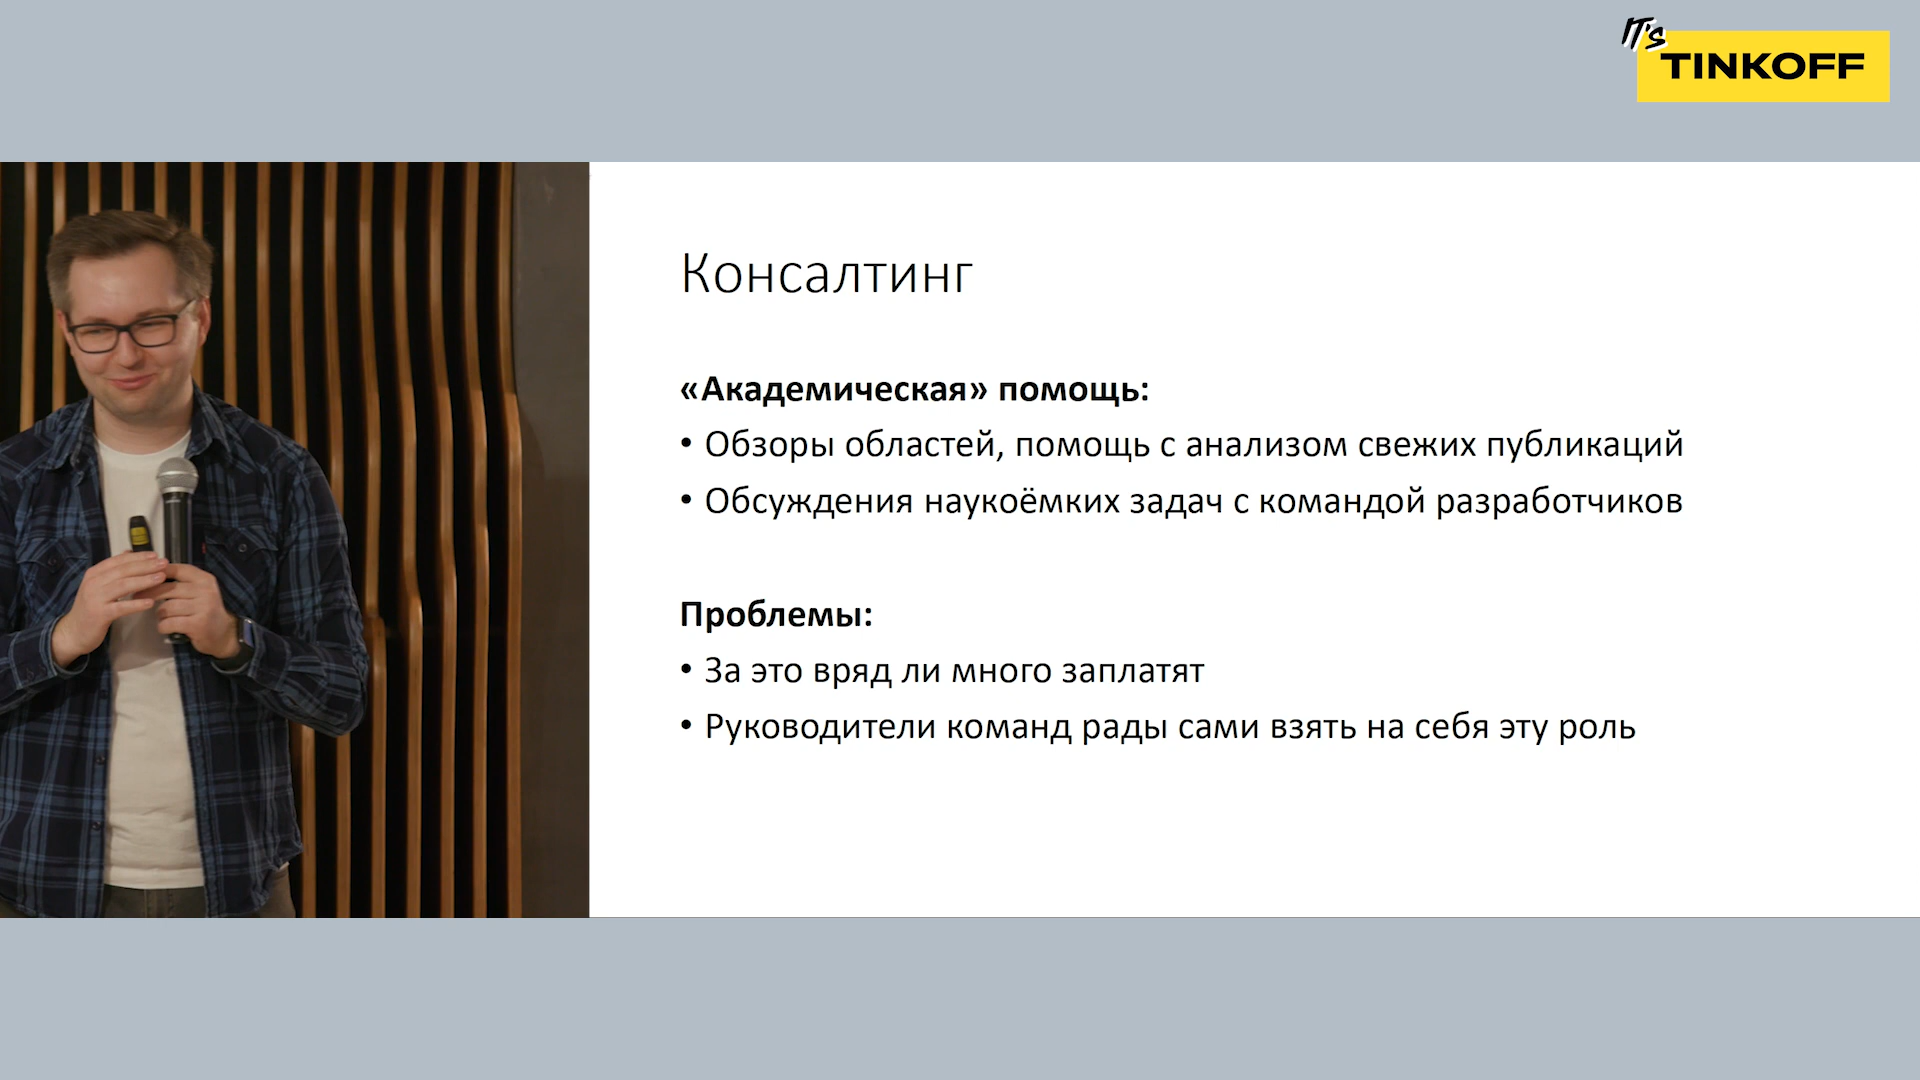 IT's
TINKOFF
Консалтинг
«Академическая» помощь:
• Обзоры областей, помощь с анализом свежих публикаций
• Обсуждения наукоёмких задач с командой разработчиков
Проблемы:
• За это вряд ли много заплатят
• Руководители команд рады сами взять на себя эту роль